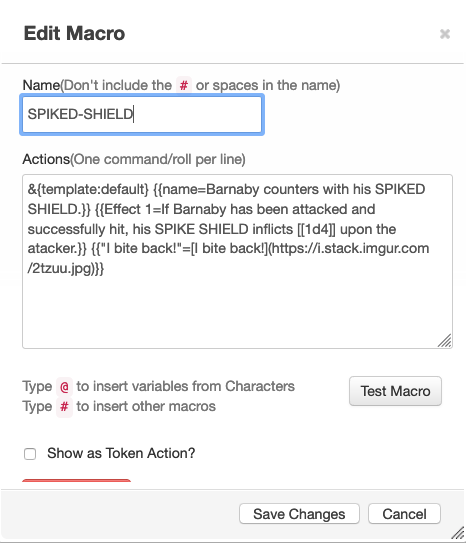 Edit Macro
×
Name(Don't include the # or spaces in the name)
SPIKED-SHIELD
Actions(One command/roll per line)
&{template:default} {{name=Barnaby counters with his SPIKED
SHIELD.}} {{Effect 1=If Barnaby has been attacked and
successfully hit, his SPIKE SHIELD inflicts [[1d4]] upon the
atacker.}} {{"I bite back!"=[I bite back!](https://i.stack.imgur.com
/2tzuu.jpg)}}
Type @ to insert variables from Characters
Type # to insert other macros
Test Macro
Show as Token Action?
Save Changes
Cancel